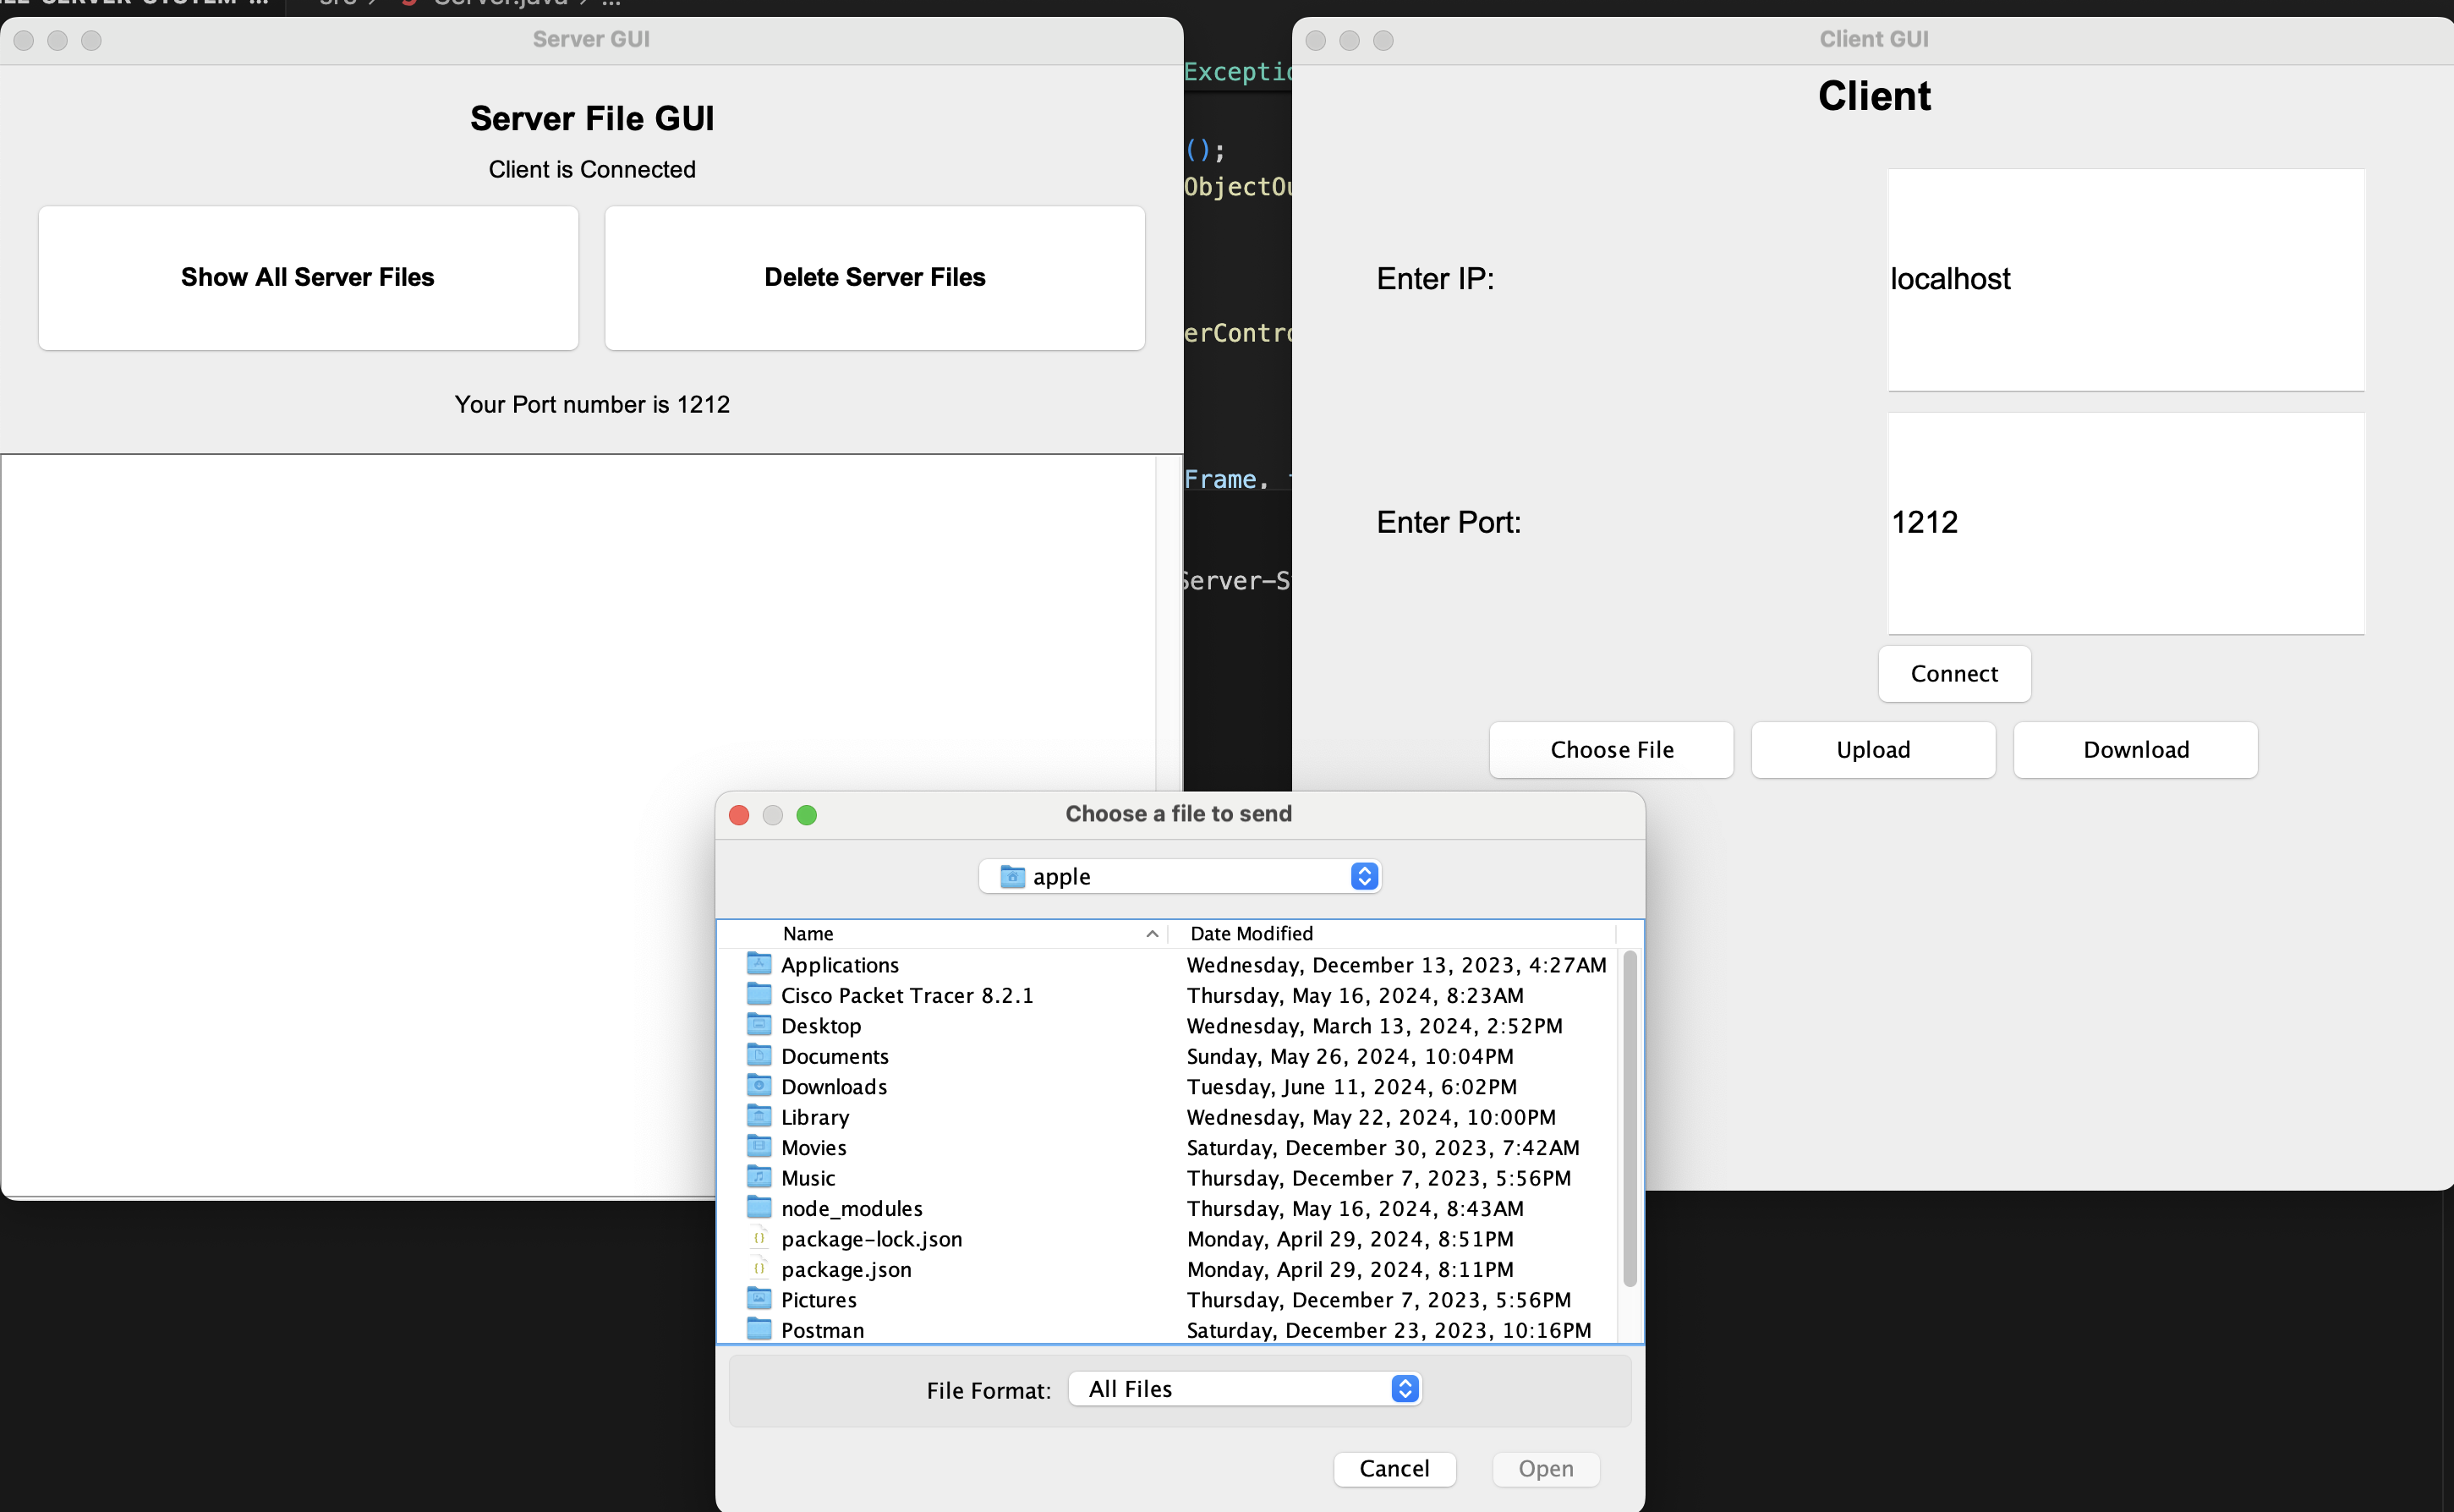 SERVER-SYSTEM ...
src > Server.java > ...
Server GUI
Server File GUI
Client is Connected
Show All Server Files
Delete Server Files
Your Port number is 1212
();
erContro
Frame,
Server-S
Client GUI
Client
Enter IP:
localhost
Enter Port:
1212
Connect
Choose File
Upload
Download
Choose a file to send
apple
Name Date Modified
Applications Wednesday, December 13, 2023, 4:27AM
Cisco Packet Tracer 8.2.1 Thursday, May 16, 2024, 8:23AM
Desktop Wednesday, March 13, 2024, 2:52PM
Documents Sunday, May 26, 2024, 10:04PM
Downloads Tuesday, June 11, 2024, 6:02PM
Library Wednesday, May 22, 2024, 10:00PM
Movies Saturday, December 30, 2023, 7:42AM
Music Thursday, December 7, 2023, 5:56PM
node_modules Thursday, May 16, 2024, 8:43AM
package-lock.json Monday, April 29, 2024, 8:51PM
package.json Monday, April 29, 2024, 8:11PM
Pictures Thursday, December 7, 2023, 5:56PM
Postman Saturday, December 23, 2023, 10:16PM
File Format: All Files
Cancel
Open